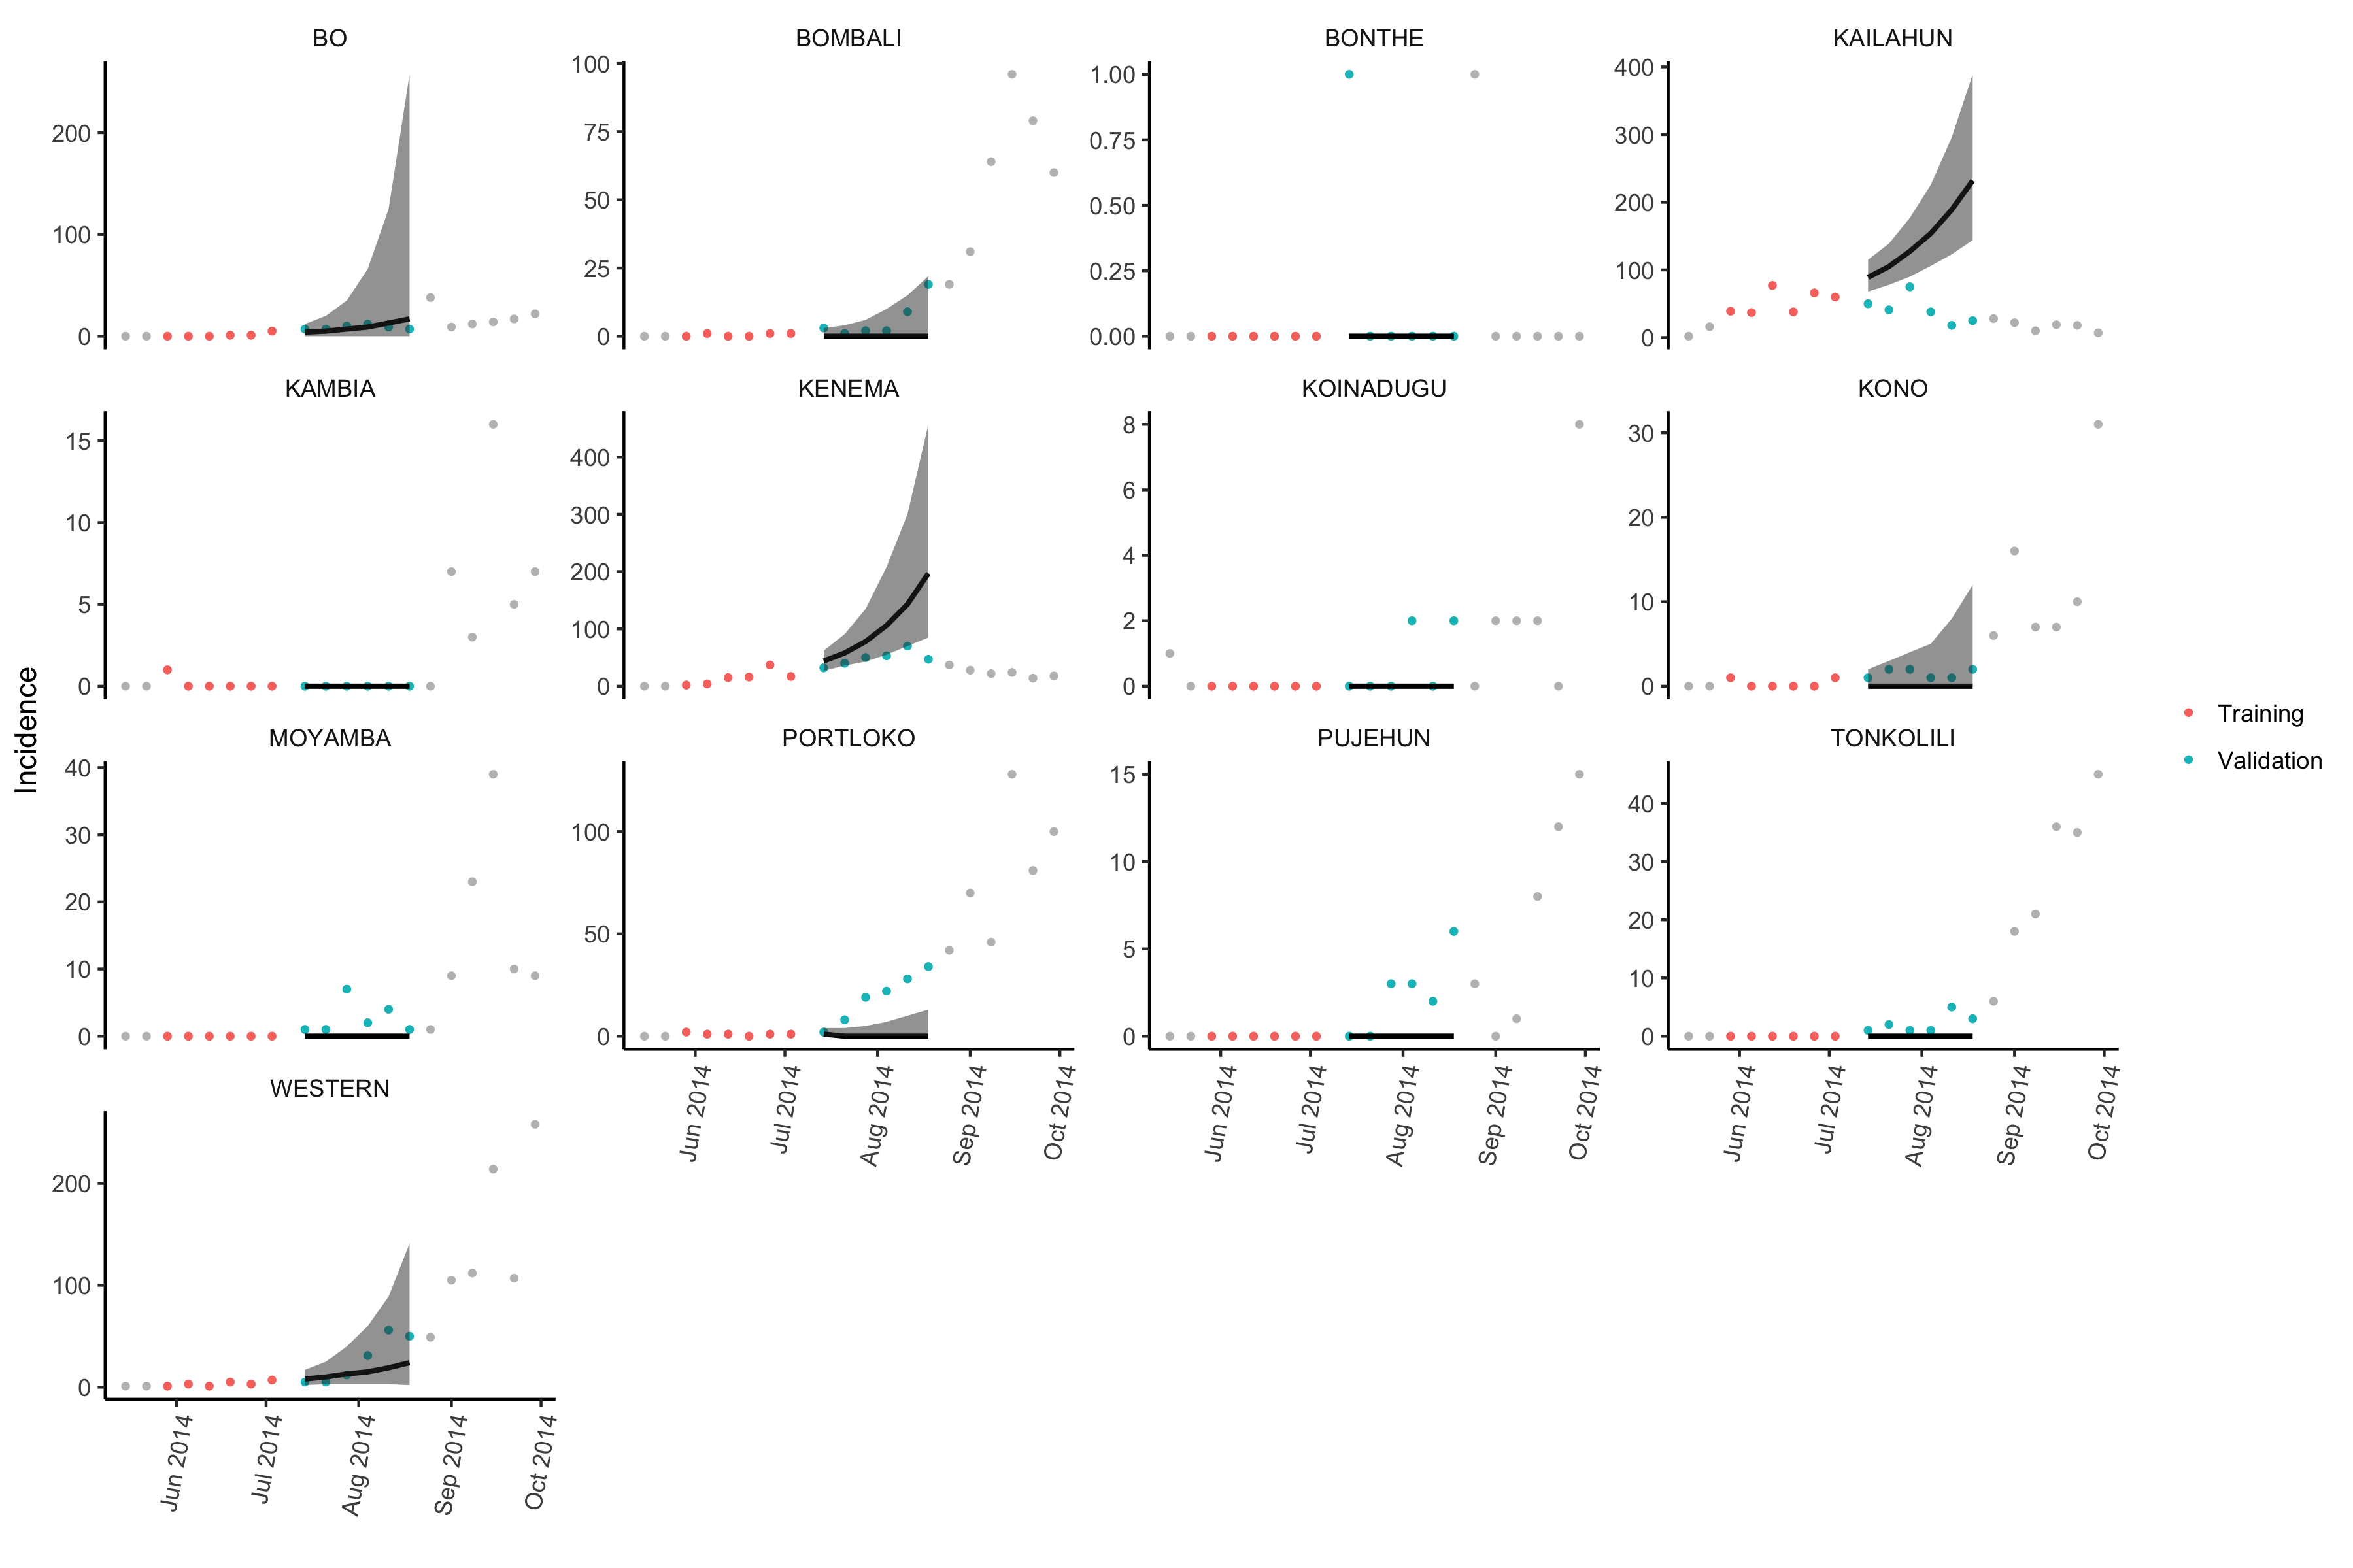 BO
BOMBALI
BONTHE
KAILAHUN
200
100
0
100
75
50
25
0
1.00
0.75
0.50
0.25
0.00
400
300
200
100
0
KAMBIA
KENEMA
KOINADUGU
KONO
15
10
5
0
400
300
200
100
0
8
6
4
2
0
30
20
10
0
MOYAMBA
PORTLOKO
PUJEHUN
TONKOLILI
40
30
20
10
0
100
50
0
15
10
5
0
40
30
20
10
0
Jun 2014
Jul 2014
Aug 2014
Sep 2014
Oct 2014
Jun 2014
Jul 2014
Aug 2014
Sep 2014
Oct 2014
Jun 2014
Jul 2014
Aug 2014
Sep 2014
Oct 2014
WESTERN
200
100
0
Jun 2014
Jul 2014
Aug 2014
Sep 2014
Oct 2014
Incidence
Training
Validation